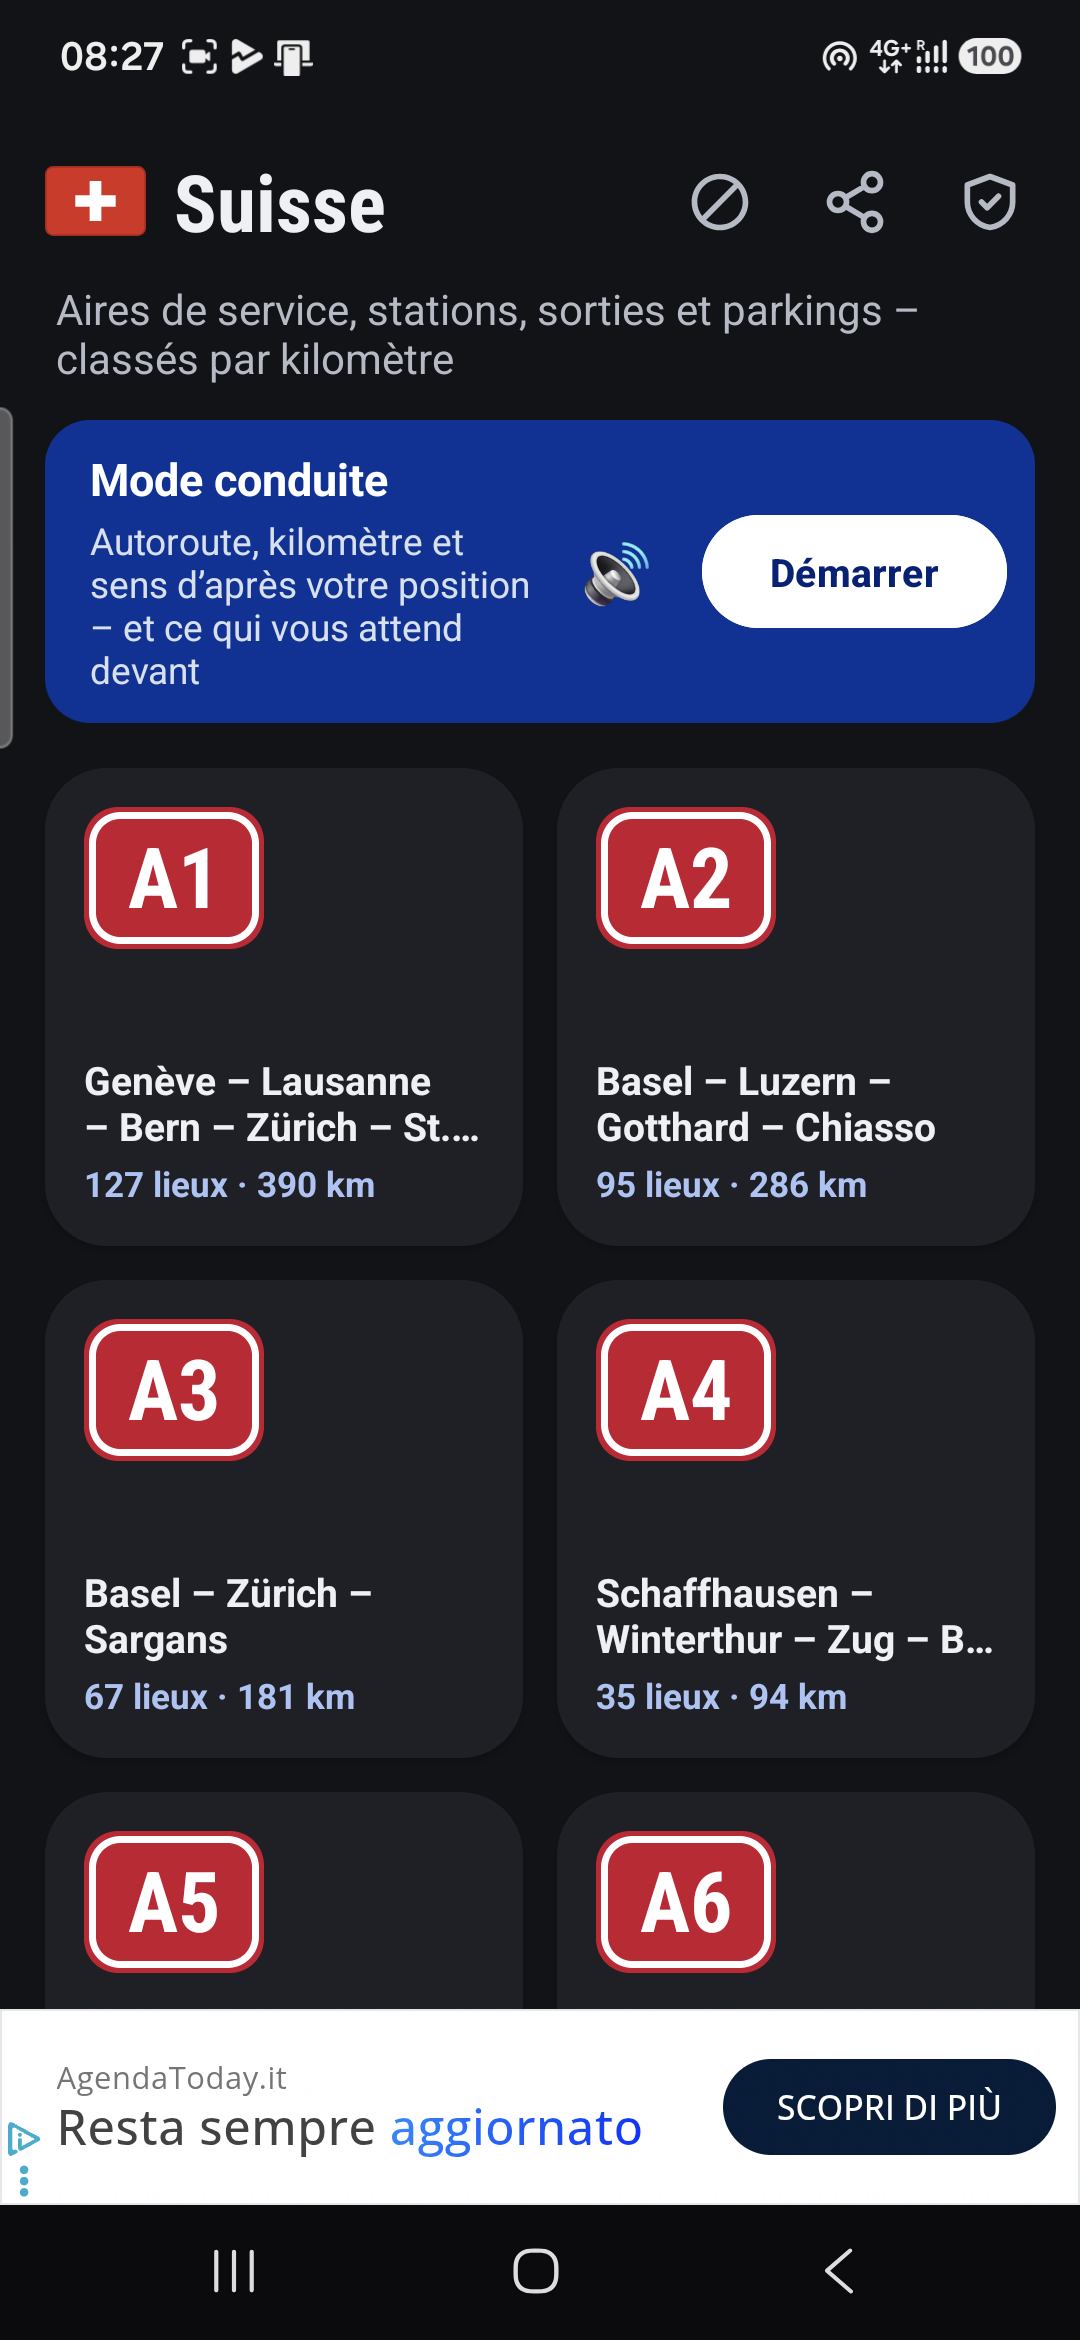 08:27
4G+ R 100
Suisse
Aires de service, stations, sorties et parkings –
classés par kilomètre
Mode conduite
Autoroute, kilomètre et
sens d’après votre position
– et ce qui vous attend
devant
Démarrer
A1
Genève – Lausanne
– Bern – Zürich – St.…
127 lieux · 390 km
A2
Basel – Luzern –
Gotthard – Chiasso
95 lieux · 286 km
A3
Basel – Zürich –
Sargans
67 lieux · 181 km
A4
Schaffhausen –
Winterthur – Zug – B…
35 lieux · 94 km
A5
A6
AgendaToday.it
Resta sempre aggiornato
SCOPRI DI PIÙ